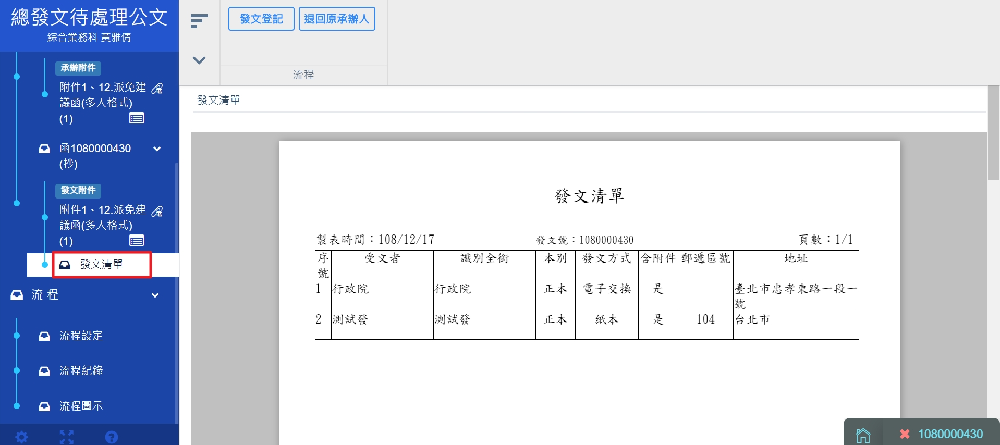 總發文待處理公文
綜合業務科 黃雅倩
承辦附件
附件1、12.派免建
議函(多人格式)
(1)
函1080000430
(抄)
發文附件
附件1、12.派免建
議函(多人格式)
(1)
發文清單
流 程
流程設定
流程紀錄
流程圖示
發文登記 退回原承辦人
流程
發文清單
發文清單
製表時間：108/12/17 發文號：1080000430 頁數：1/1
序號 受文者 識別全銜 本別 發文方式 含附件 郵遞區號 地址
1 行政院 行政院 正本 電子交換 是 臺北市忠孝東路一段一
號
2 測試發 測試發 正本 紙本 是 104 台北市
1080000430